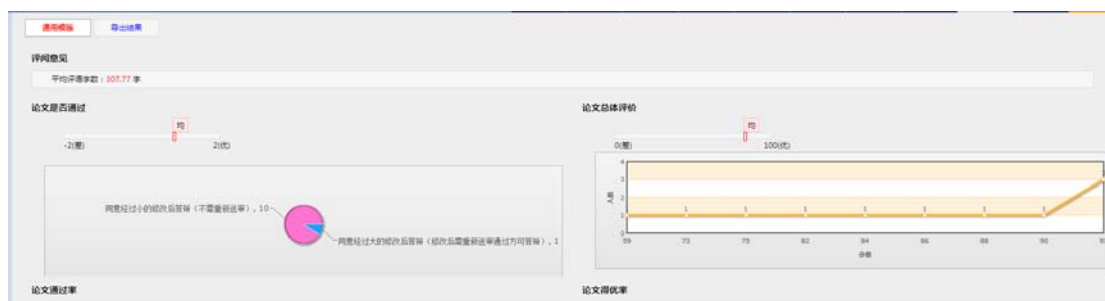 通用模版
导出结果
评阅意见
平均评语字数：107.77 字
论文是否通过
均
-2(差)
2(优)
同意经过小的修改后答辩（不需重新送审），10
同意经过大的修改后答辩（修改后需重新送审通过方可答辩），1
论文通过率
论文总体评价
均
0(差)
100(优)
4
3
2
1
0
人数
1 1 1 1 1 1 1
59 73 79 82 84 86 88 90
分值
论文得优率